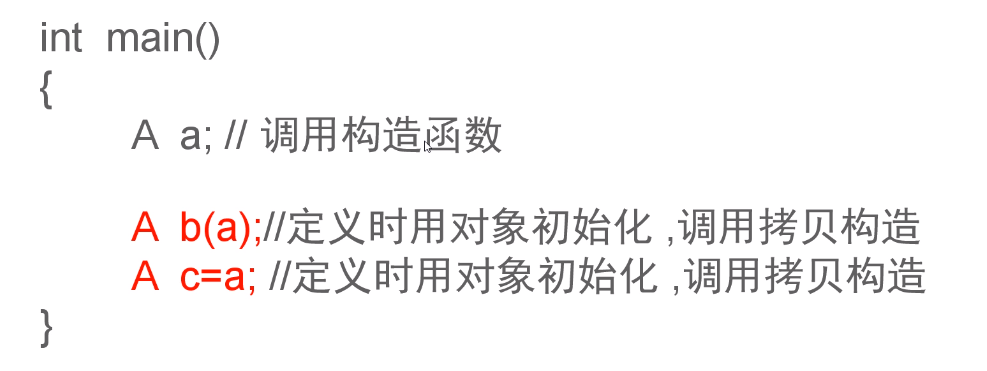 int main()
{
A a; // 调用构造函数
A b(a);//定义时用对象初始化 ,调用拷贝构造
A c=a; //定义时用对象初始化 ,调用拷贝构造
}